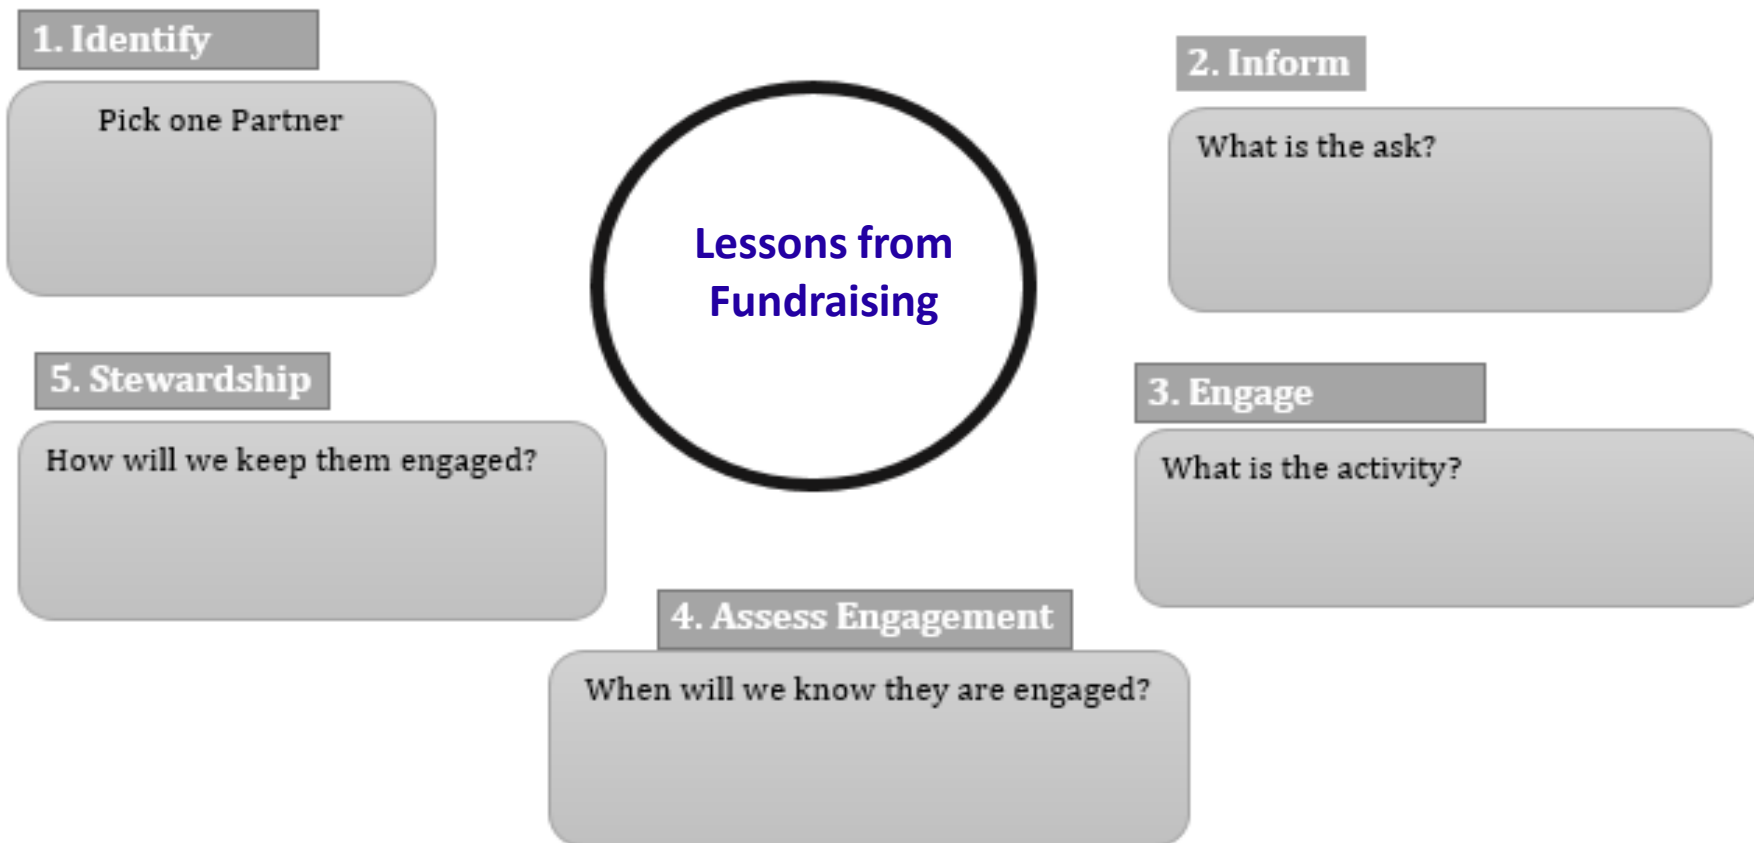 1. Identify
Pick one Partner
Lessons from
Fundraising
2. Inform
What is the ask?
3. Engage
What is the activity?
4. Assess Engagement
When will we know they are engaged?
5. Stewardship
How will we keep them engaged?